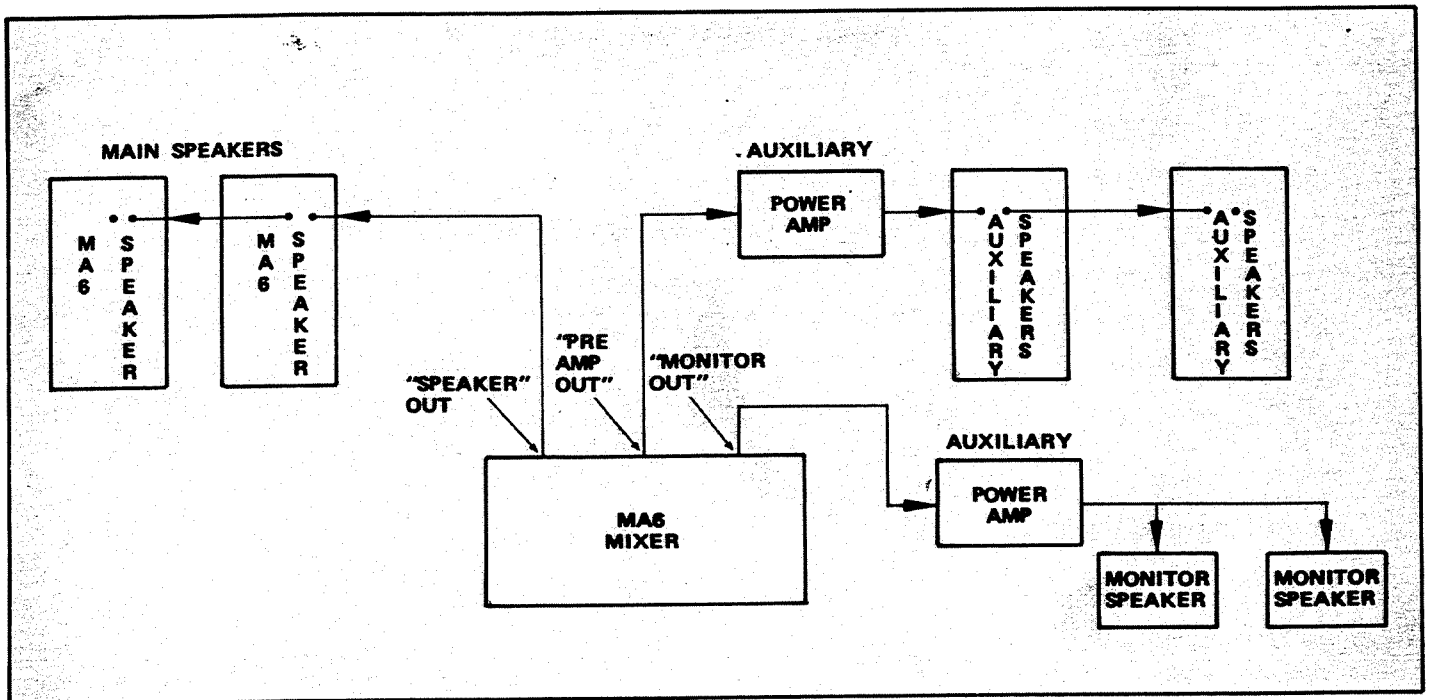 MAIN SPEAKERS
MA6 SPEAKER
MA6 SPEAKER
AUXILIARY
POWER
AMP
AUXILIARY SPEAKERS
AUXILIARY SPEAKERS
"SPEAKER"
OUT
"PRE
AMP
OUT"
"MONITOR
OUT"
MA6
MIXER
AUXILIARY
POWER
AMP
MONITOR
SPEAKER
MONITOR
SPEAKER